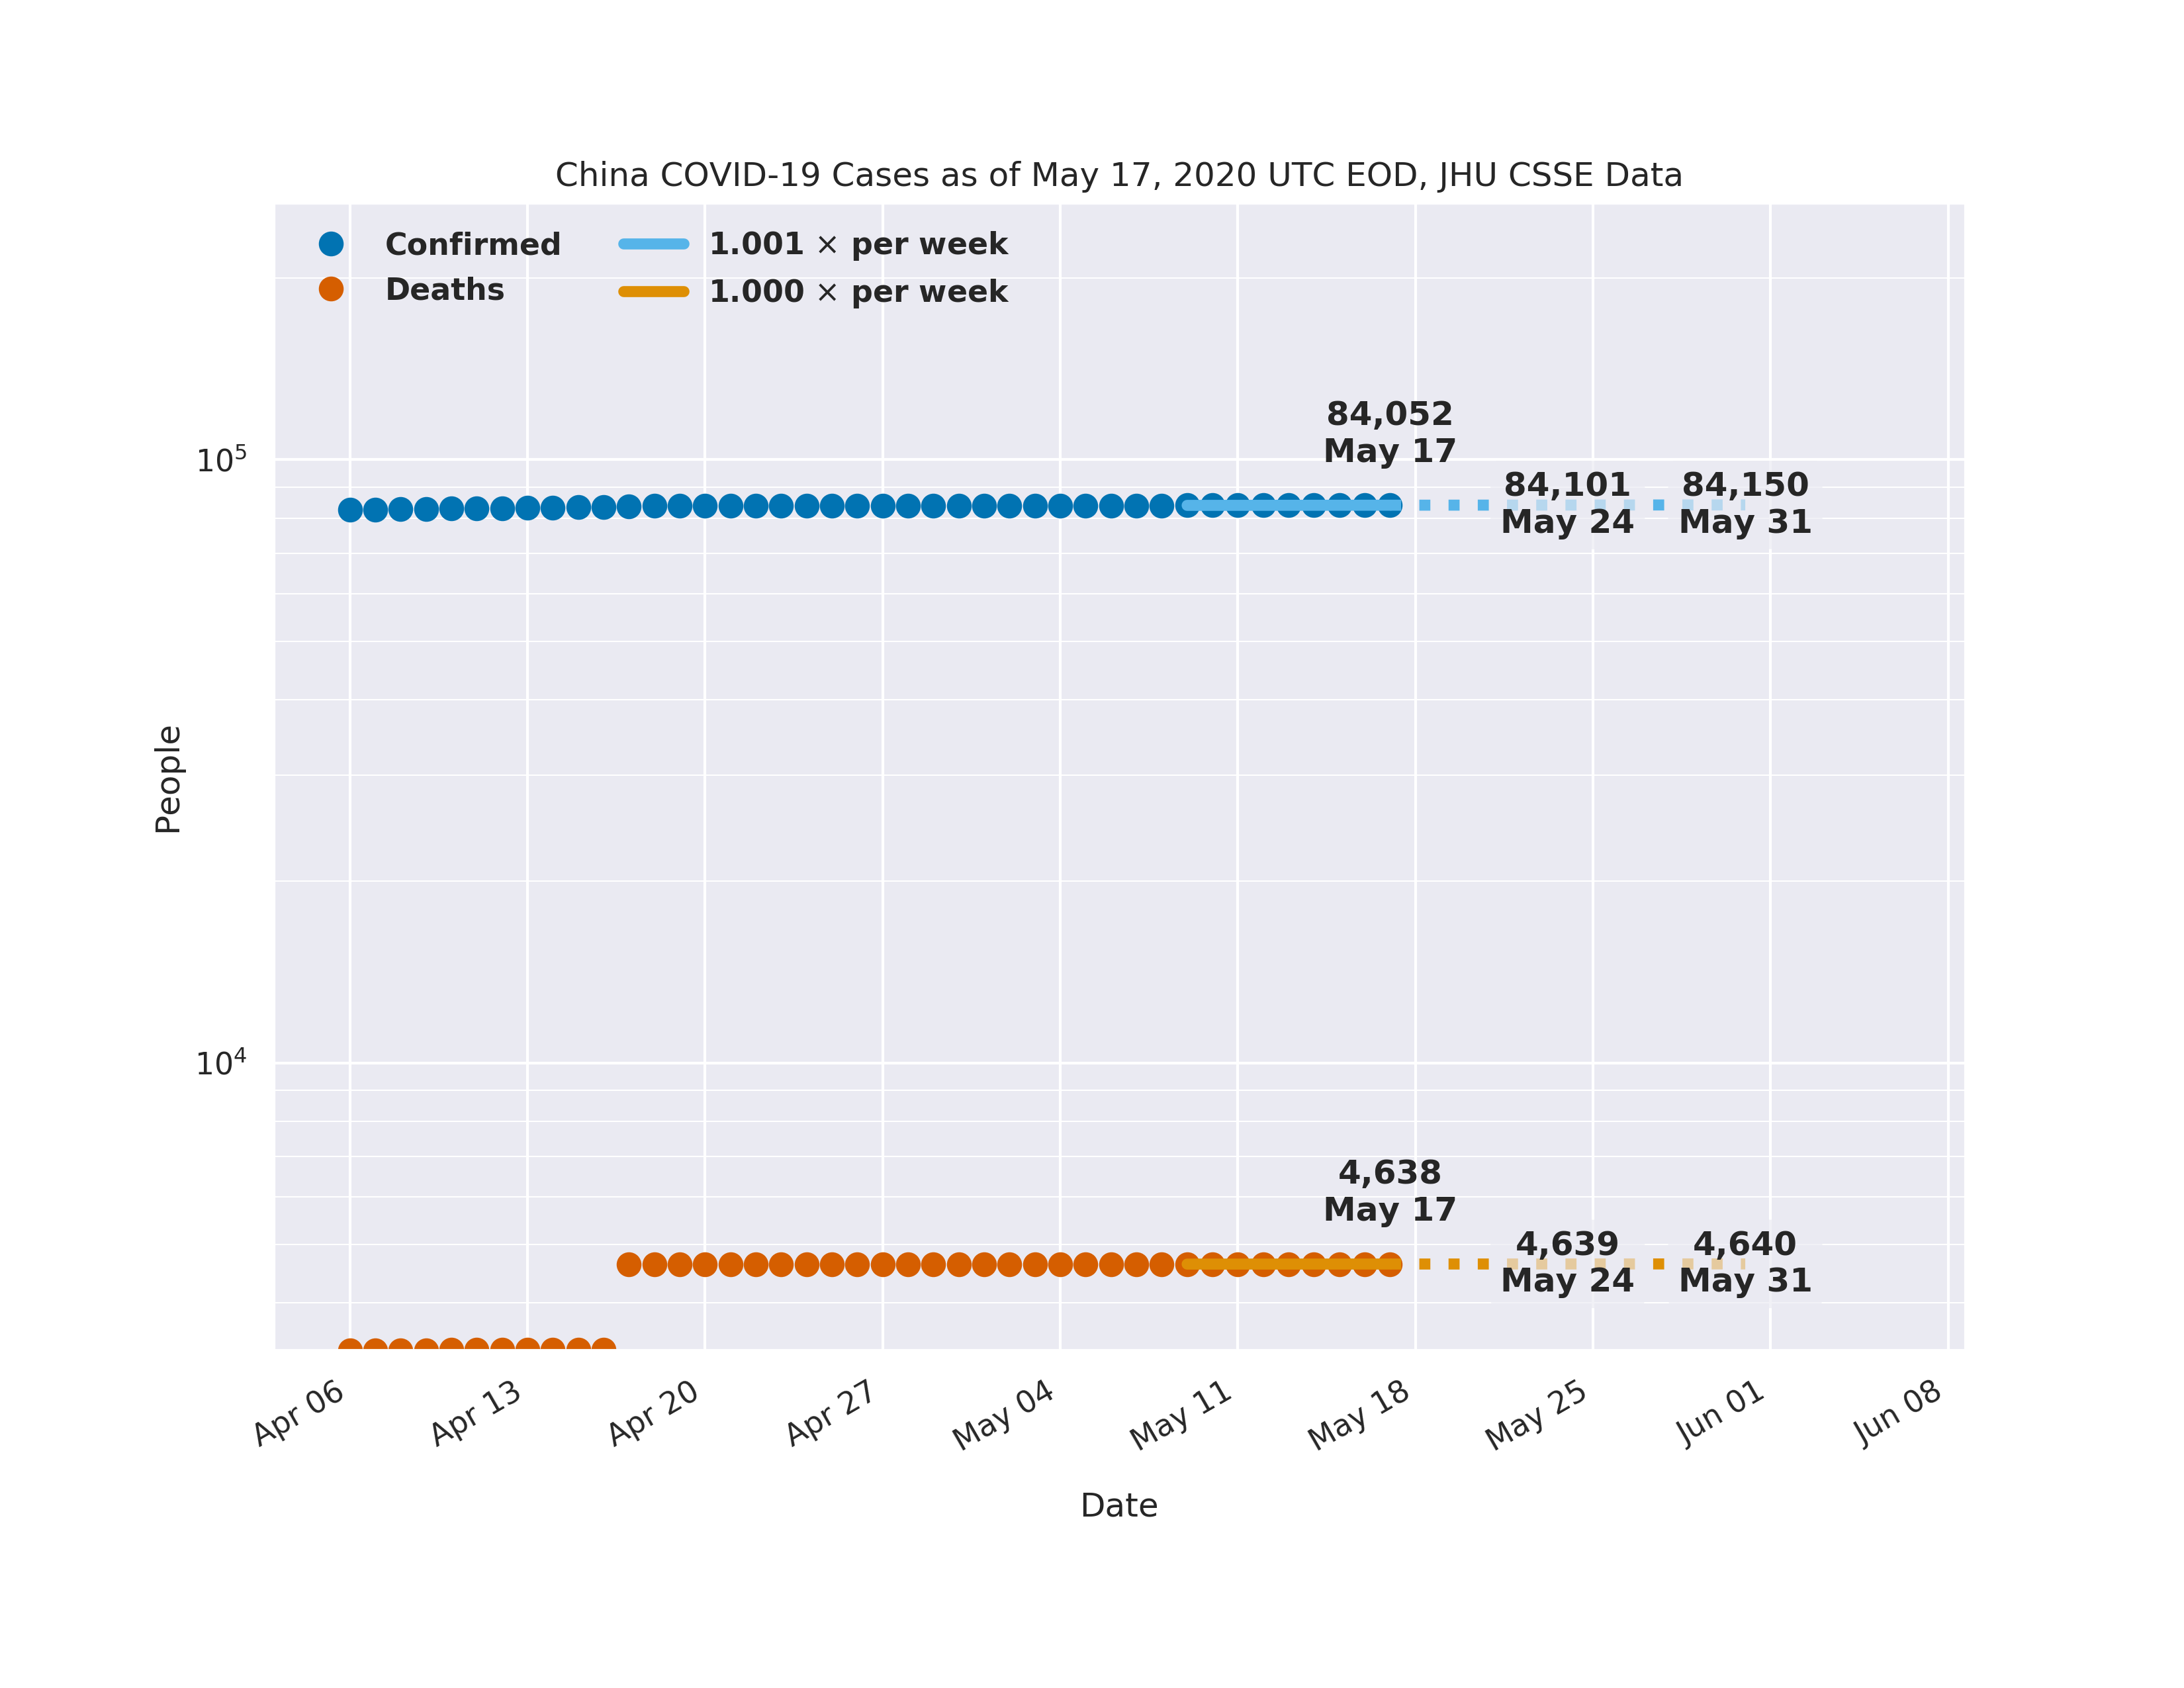 China COVID-19 Cases as of May 17, 2020 UTC EOD, JHU CSSE Data
Confirmed
Deaths
1.001 × per week
1.000 × per week
84,052
May 17
84,101
May 24
84,150
May 31
4,638
May 17
4,639
May 24
4,640
May 31
10⁵
10⁴
People
Apr 06
Apr 13
Apr 20
Apr 27
May 04
May 11
May 18
May 25
Jun 01
Jun 08
Date